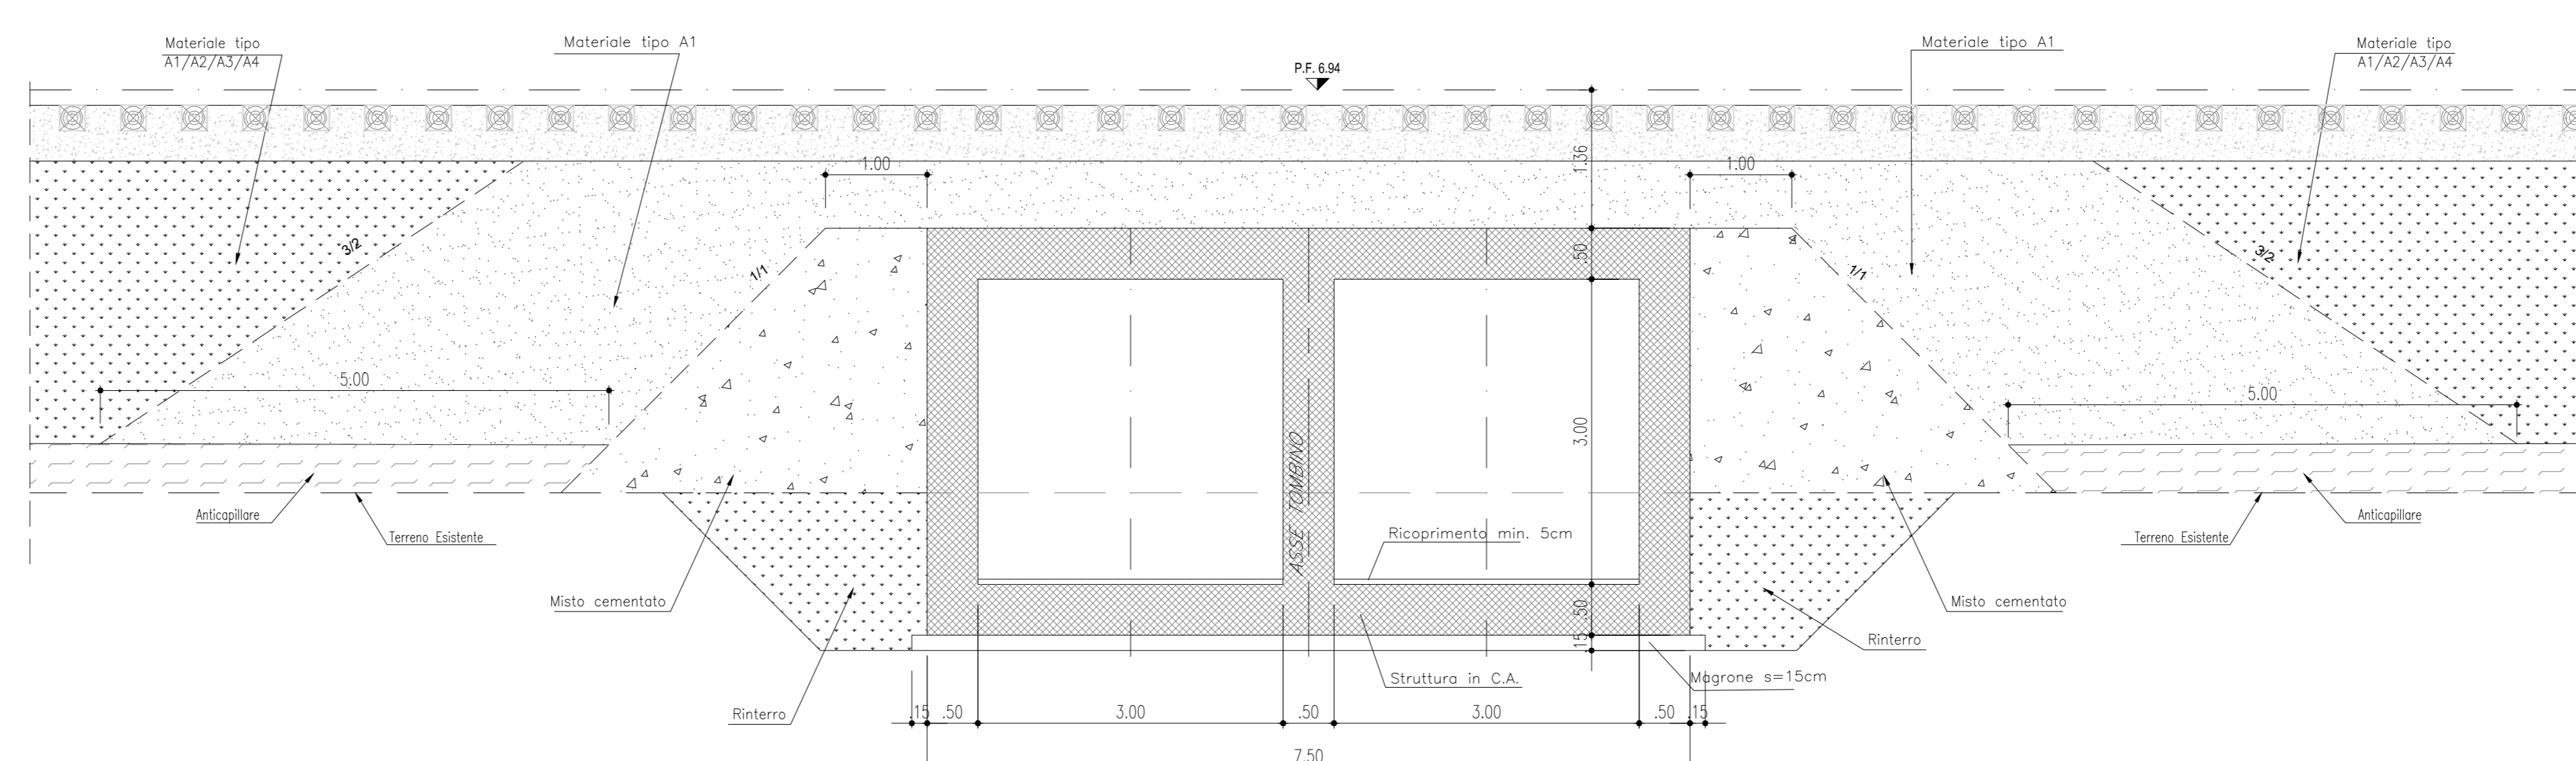 Materiale tipo
A1/A2/A3/A4
Materiale tipo A1
P.F. 6.94
Materiale tipo A1
Materiale tipo
A1/A2/A3/A4
1.00
1.36
1.00
3/2
1/1
.50
1/1
3/2
5.00
5.00
3.00
ASSE TOMBINO
Anticapillare
Terreno Esistente
Ricoprimento min. 5cm
Terreno Esistente
Anticapillare
Misto cementato
.50
Misto cementato
.15
Rinterro
Struttura in C.A.
Magrone s=15cm
Rinterro
.15
.50
3.00
.50
3.00
.50
.15
7.50